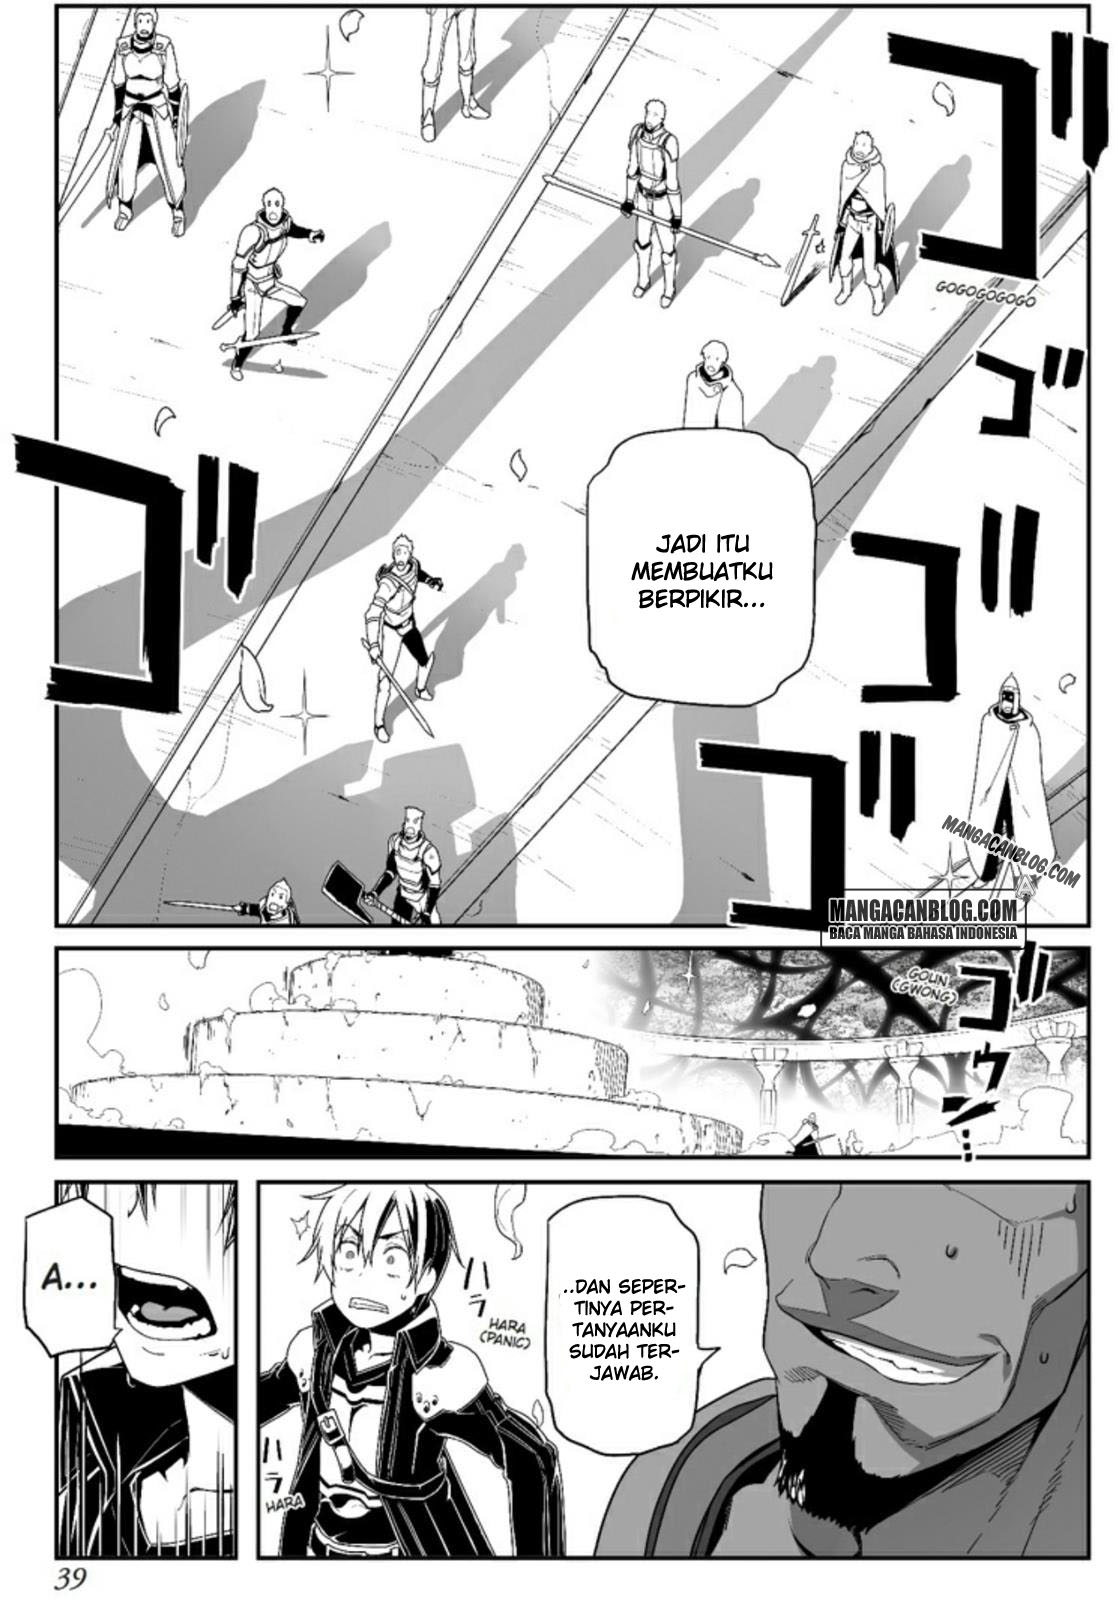 ゴゴゴゴゴ
GOGOGOGOGO
JADI ITU
MEMBUATKU
BERPIKIR...
MANGACANBLOG.COM
MANGACANBLOG.COM
BACA MANGA BAHASA INDONESIA
ゴウン…
GOUN
(GWONG)
..DAN SEPER-
TINYA PER-
TANYAANKU
SUDAH TER-
JAWAB.
ハラ
HARA
(PANIC)
ハラ
HARA
A...
39